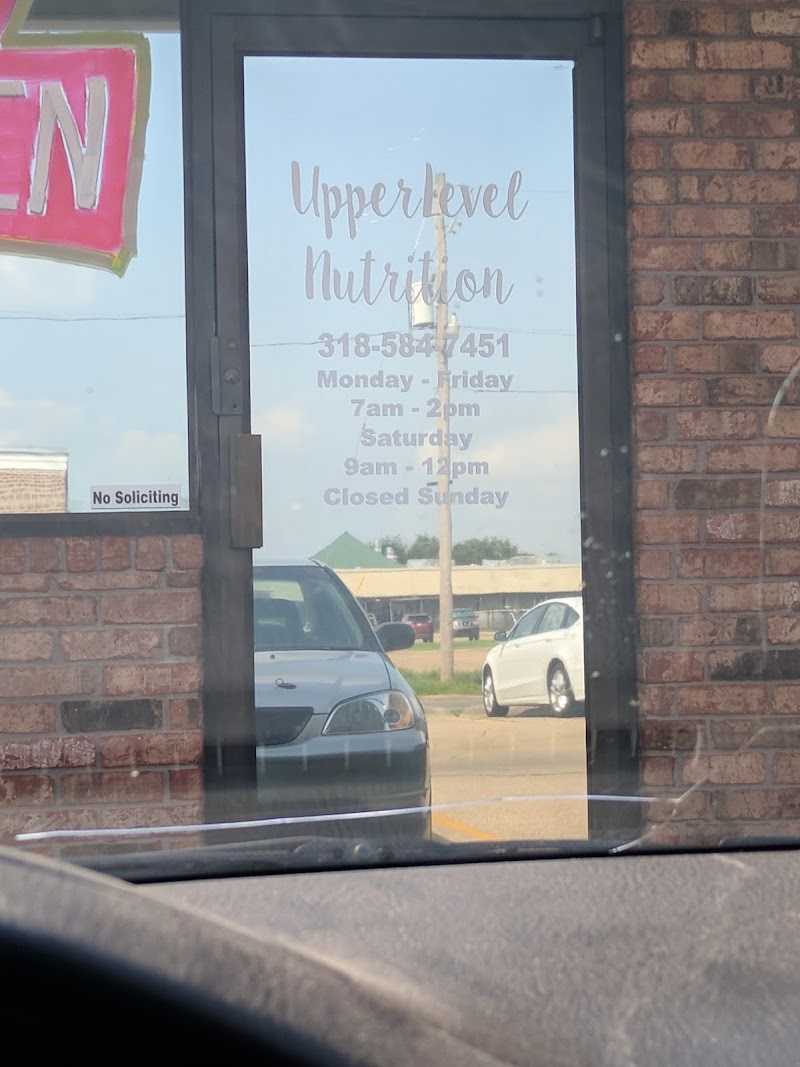 EN
UpperLevel
Nutrition
318-584-7451
Monday - Friday
7am - 2pm
Saturday
9am - 12pm
Closed Sunday
No Soliciting